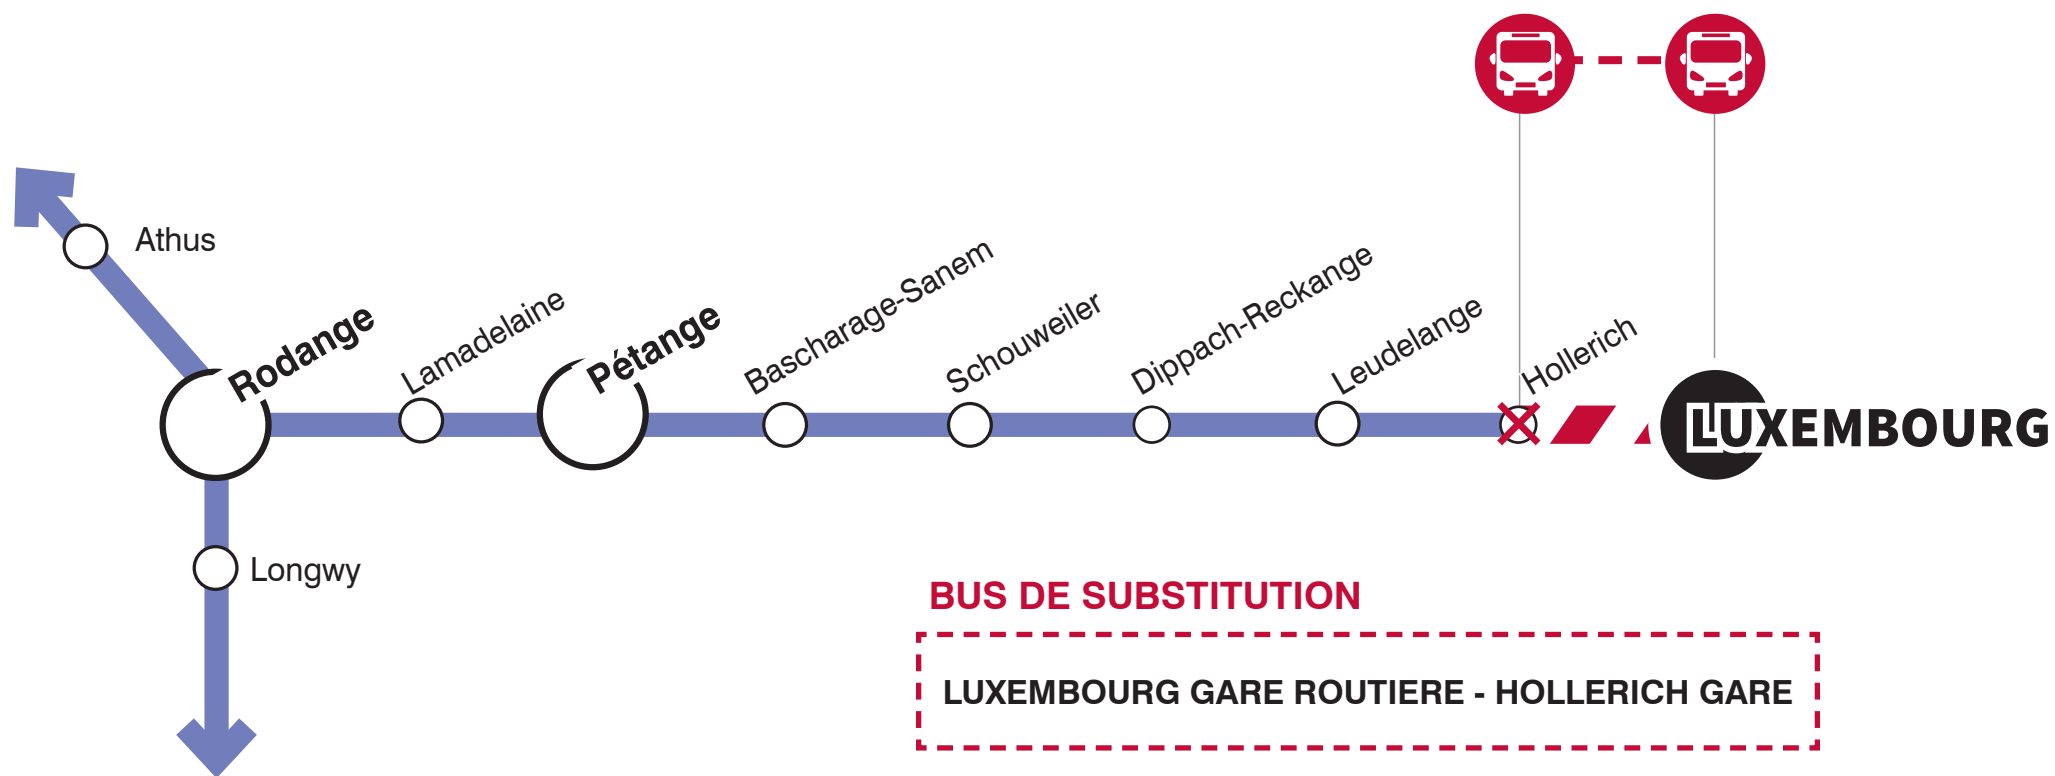 Athus
Rodange
Lamadelaine
Pétange
Bascharage-Sanem
Schouweiler
Dippach-Reckange
Leudelange
Hollerich
LUXEMBOURG
Longwy
BUS DE SUBSTITUTION
LUXEMBOURG GARE ROUTIERE - HOLLERICH GARE